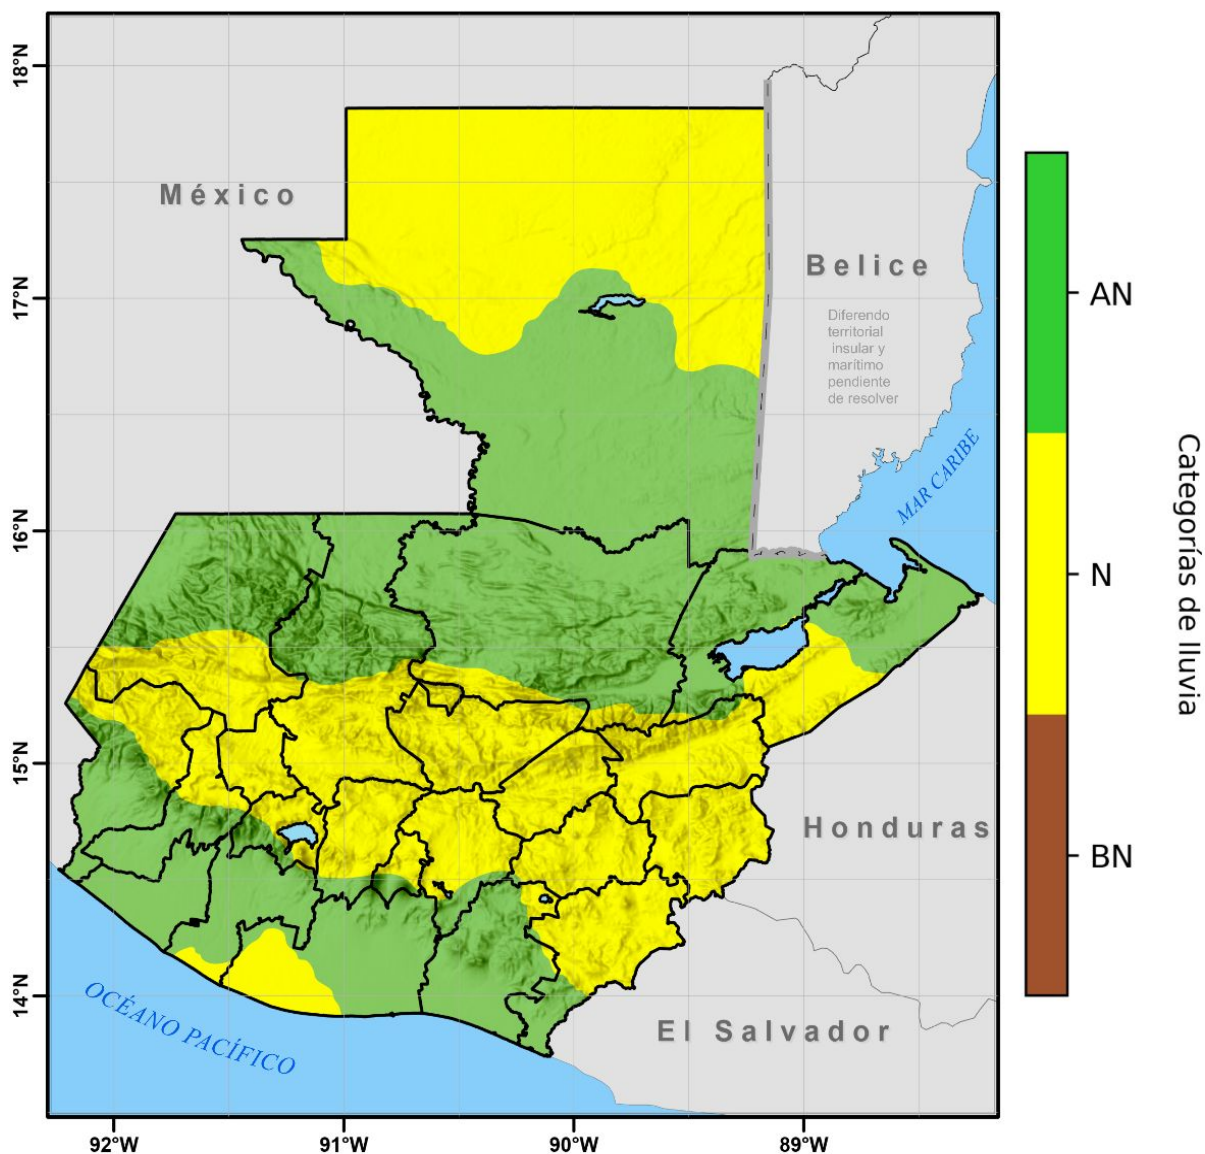 18°N
17°N
16°N
15°N
14°N
92°W
91°W
90°W
89°W
México
Belice
Diferendo
territorial
insular y
marítimo
pendiente
de resolver
MAR CARIBE
Honduras
El Salvador
OCÉANO PACÍFICO
AN
N
BN
Categorías de lluvia